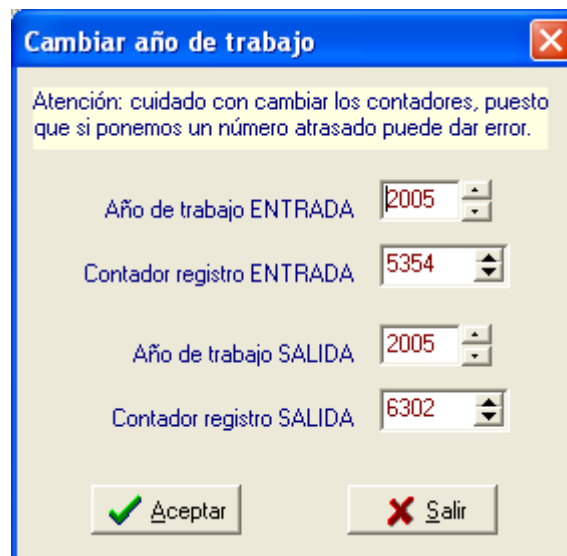 Cambiar año de trabajo
Atención: cuidado con cambiar los contadores, puesto
que si ponemos un número atrasado puede dar error.
Año de trabajo ENTRADA 2005
Contador registro ENTRADA 5354
Año de trabajo SALIDA 2005
Contador registro SALIDA 6302
Aceptar Salir